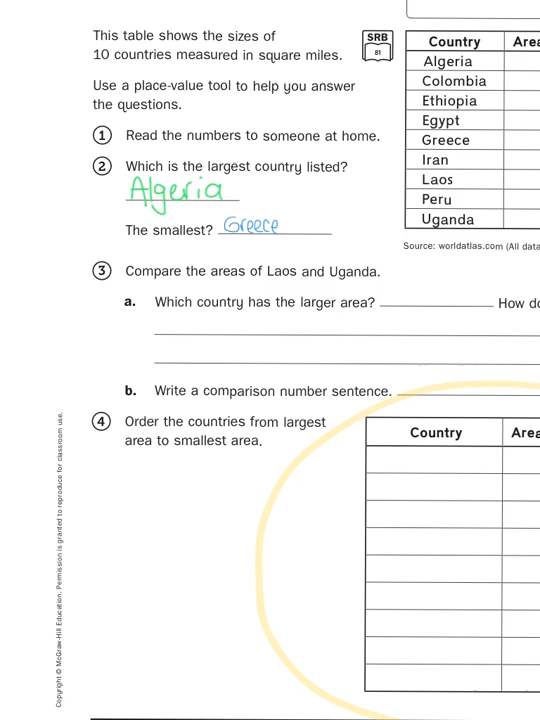 This table shows the sizes of
10 countries measured in square miles.
SRB
81
Use a place-value tool to help you answer
the questions.
1 Read the numbers to someone at home.
2 Which is the largest country listed?
Algeria
The smallest? Greece
Country Area
Algeria
Colombia
Ethiopia
Egypt
Greece
Iran
Laos
Peru
Uganda
Source: worldatlas.com (All data
3 Compare the areas of Laos and Uganda.
a. Which country has the larger area? How do
b. Write a comparison number sentence.
4 Order the countries from largest
area to smallest area.
Country Area
Copyright © McGraw-Hill Education. Permission is granted to reproduce for classroom use.